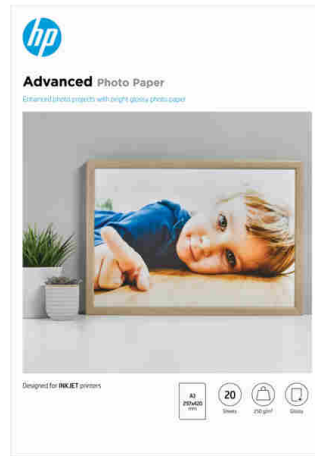 hp
Advanced Photo Paper
Enhanced photo projects with bright glossy photo paper
Designed for INKJET printers
A3
297x420
mm
20
Sheets
250 g/m²
Glossy